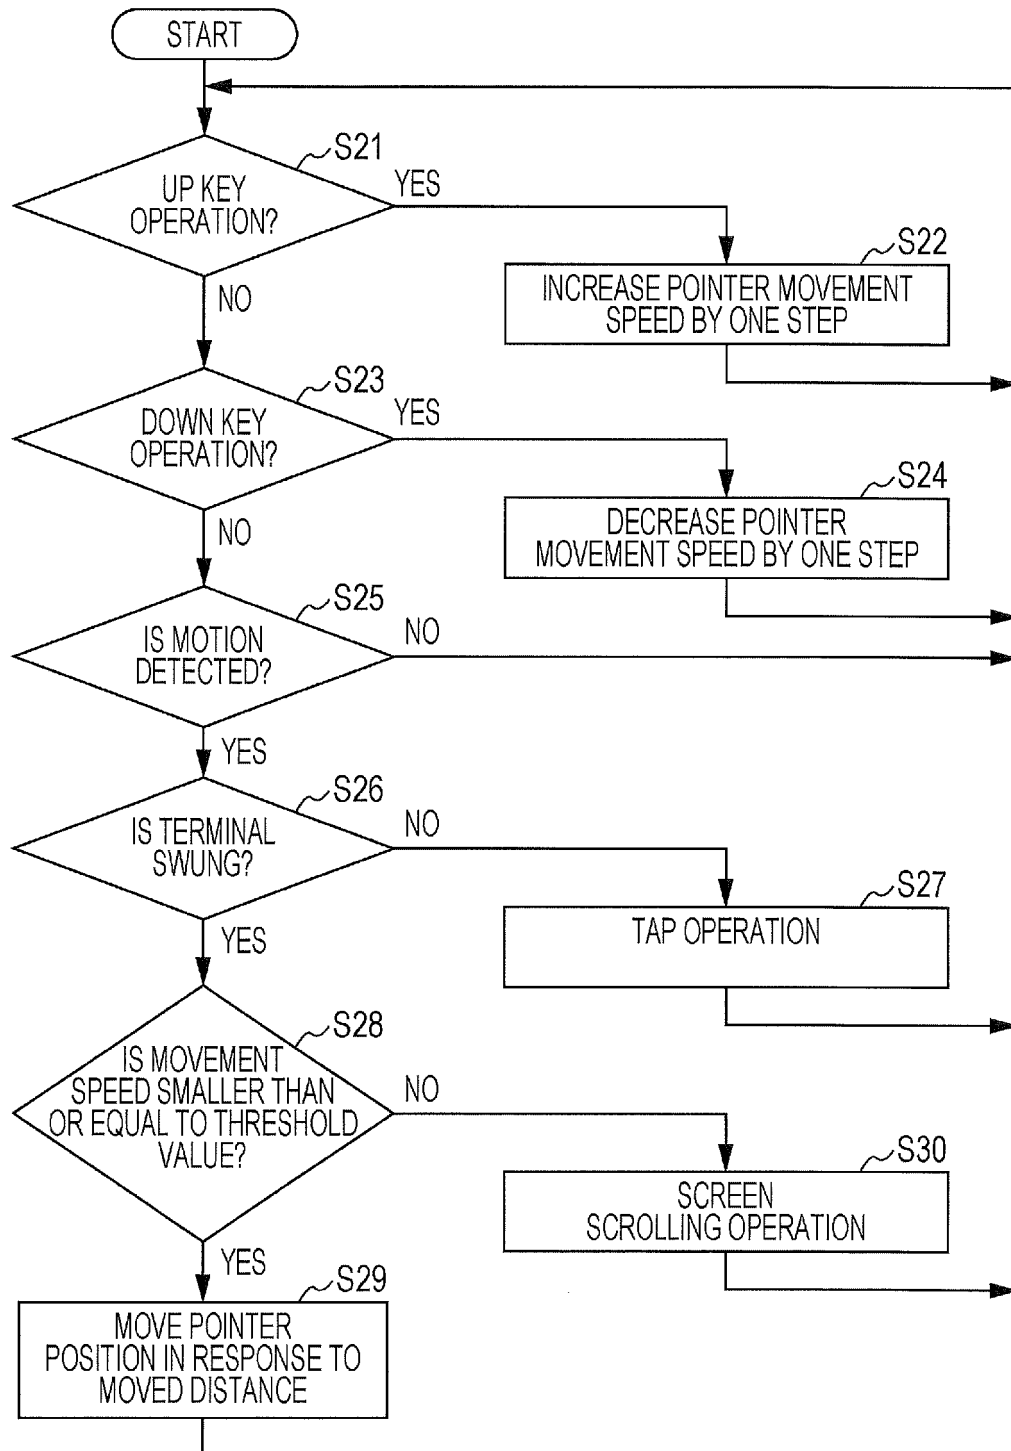 START
S21
UP KEY
OPERATION?
YES
NO
S22
INCREASE POINTER MOVEMENT
SPEED BY ONE STEP
S23
DOWN KEY
OPERATION?
YES
NO
S24
DECREASE POINTER
MOVEMENT SPEED BY ONE STEP
S25
IS MOTION
DETECTED?
NO
YES
S26
IS TERMINAL
SWUNG?
NO
YES
S27
TAP OPERATION
S28
IS MOVEMENT
SPEED SMALLER THAN
OR EQUAL TO THRESHOLD
VALUE?
NO
YES
S30
SCREEN
SCROLLING OPERATION
S29
MOVE POINTER
POSITION IN RESPONSE TO
MOVED DISTANCE